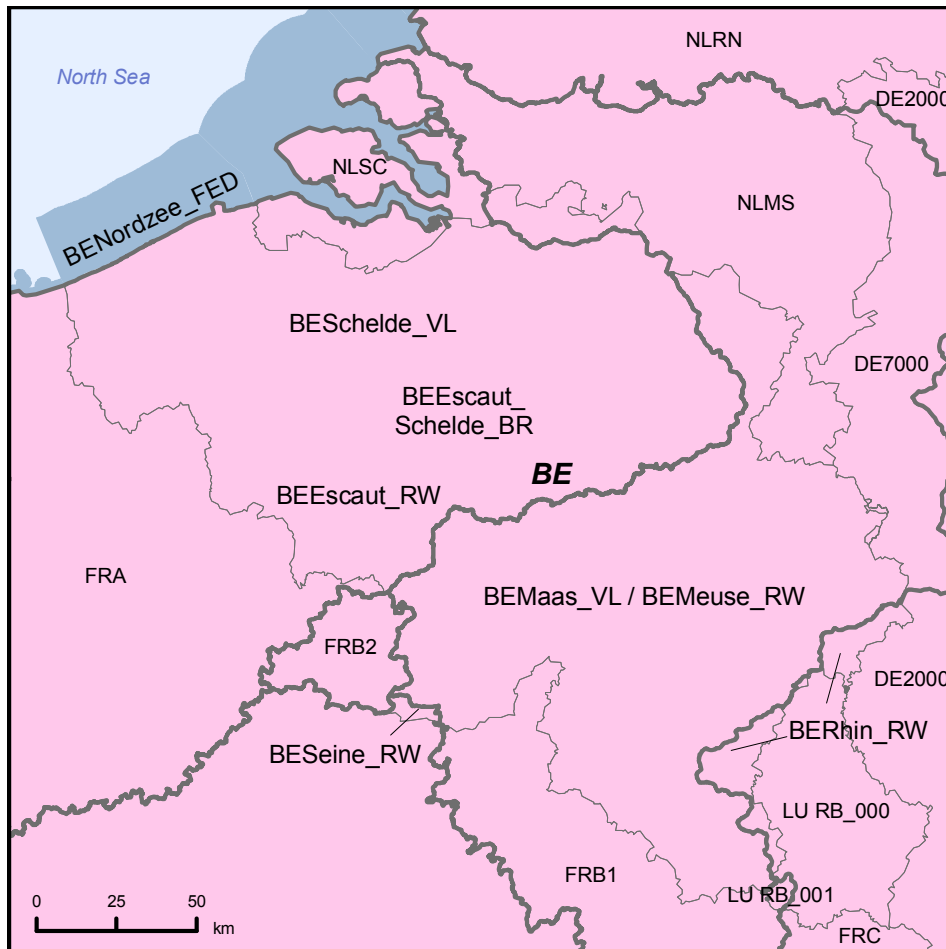 NLRN
North Sea
DE2000
NLSC
NLMS
BENordzee_FED
BESchelde_VL
DE7000
BEEscaut_
Schelde_BR
BE
BEEscaut_RW
FRA
BEMaas_VL / BEMeuse_RW
FRB2
DE2000
BERhin_RW
BESeine_RW
LU RB_000
FRB1
LU RB_001
0 25 50
km
FRC